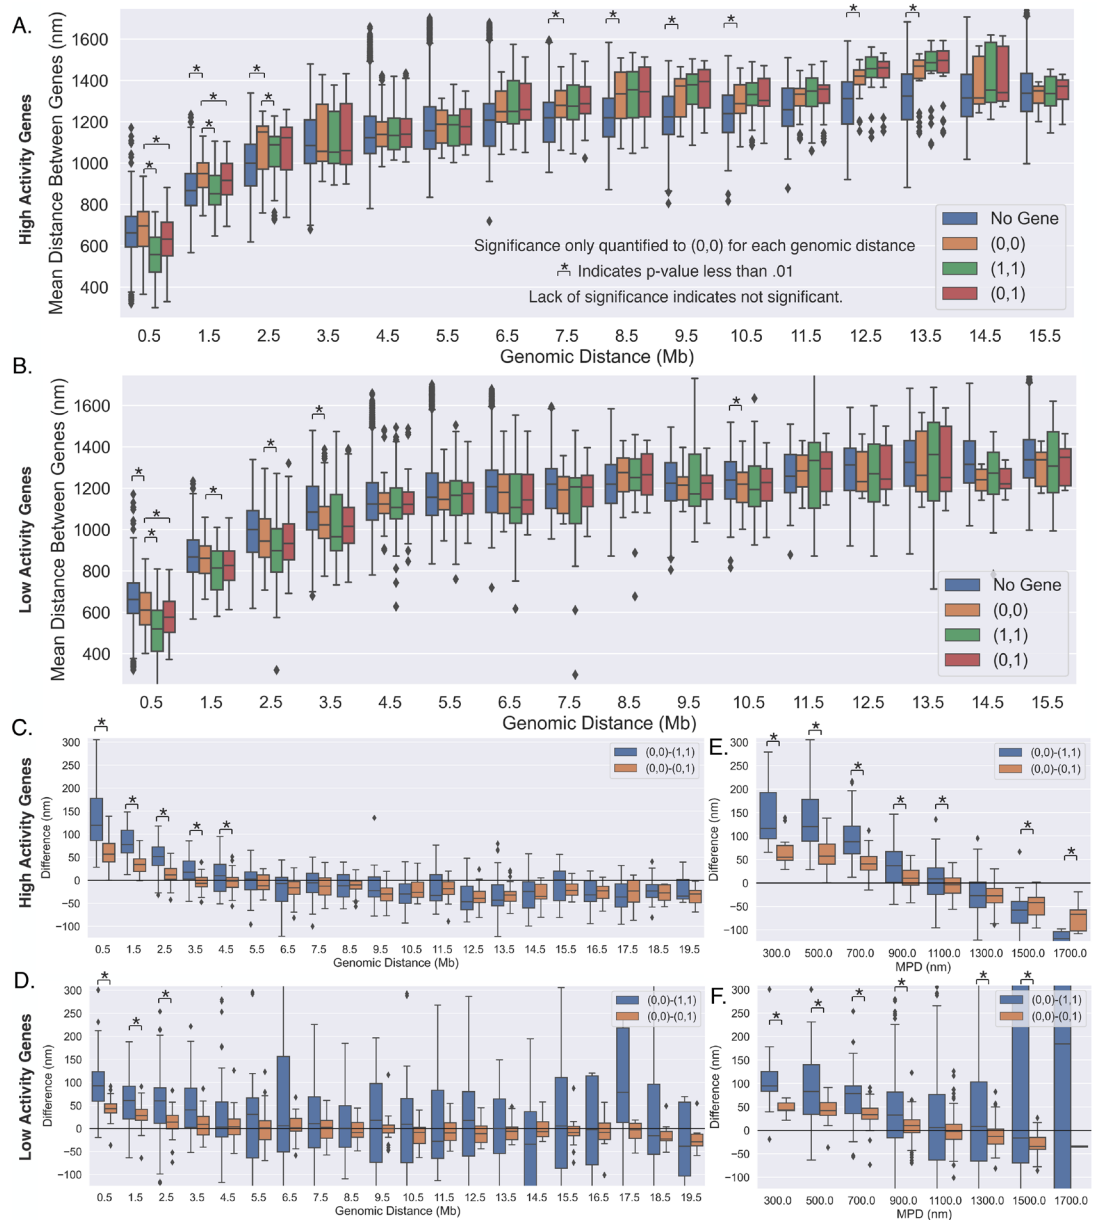 A.
High Activity Genes
Mean Distance Between Genes (nm)
1600
1400
1200
1000
800
600
400
* * * * * * * * * * * * *
Significance only quantified to (0,0) for each genomic distance
* Indicates p-value less than .01
Lack of significance indicates not significant.
No Gene
(0,0)
(1,1)
(0,1)
0.5 1.5 2.5 3.5 4.5 5.5 6.5 7.5 8.5 9.5 10.5 11.5 12.5 13.5 14.5 15.5
Genomic Distance (Mb)
B.
Low Activity Genes
Mean Distance Between Genes (nm)
1600
1400
1200
1000
800
600
400
* * * * * * *
No Gene
(0,0)
(1,1)
(0,1)
0.5 1.5 2.5 3.5 4.5 5.5 6.5 7.5 8.5 9.5 10.5 11.5 12.5 13.5 14.5 15.5
Genomic Distance (Mb)
C.
High Activity Genes
Difference (nm)
300
250
200
150
100
50
0
−50
−100
* * * * *
(0,0)-(1,1)
(0,0)-(0,1)
0.5 1.5 2.5 3.5 4.5 5.5 6.5 7.5 8.5 9.5 10.5 11.5 12.5 13.5 14.5 15.5 16.5 17.5 18.5 19.5
Genomic Distance (Mb)
E.
Difference (nm)
300
250
200
150
100
50
0
−50
−100
* * * * * * *
(0,0)-(1,1)
(0,0)-(0,1)
300.0 500.0 700.0 900.0 1100.0 1300.0 1500.0 1700.0
MPD (nm)
D.
Low Activity Genes
Difference (nm)
300
250
200
150
100
50
0
−50
−100
* * *
(0,0)-(1,1)
(0,0)-(0,1)
0.5 1.5 2.5 3.5 4.5 5.5 6.5 7.5 8.5 9.5 10.5 11.5 12.5 13.5 14.5 15.5 16.5 17.5 18.5 19.5
Genomic Distance (Mb)
F.
Difference (nm)
300
250
200
150
100
50
0
−50
−100
* * * * * *
(0,0)-(1,1)
(0,0)-(0,1)
300.0 500.0 700.0 900.0 1100.0 1300.0 1500.0 1700.0
MPD (nm)